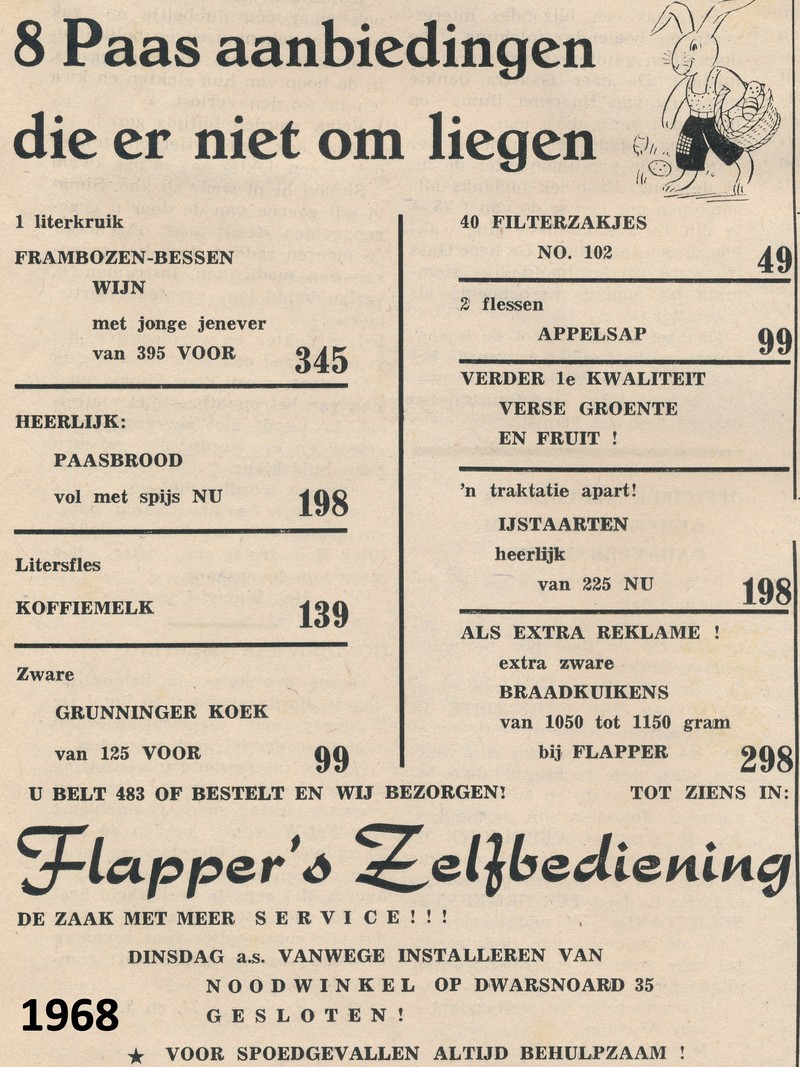 8 Paas aanbiedingen
die er niet om liegen
1 literkruik
FRAMBOZEN-BESSEN
WIJN
met jonge jenever
van 395 VOOR 345
HEERLIJK:
PAASBROOD
vol met spijs NU 198
Litersfles
KOFFIEMELK 139
Zware
GRUNNINGER KOEK
van 125 VOOR 99
40 FILTERZAKJES
NO. 102 49
2 flessen
APPELSAP 99
VERDER 1e KWALITEIT
VERSE GROENTE
EN FRUIT !
'n traktatie apart!
IJSTAARTEN
heerlijk
van 225 NU 198
ALS EXTRA REKLAME !
extra zware
BRAADKUIKENS
van 1050 tot 1150 gram
bij FLAPPER 298
U BELT 483 OF BESTELT EN WIJ BEZORGEN! TOT ZIENS IN:
Flapper's Zelfbediening
DE ZAAK MET MEER SERVICE!!!
DINSDAG a.s. VANWEGE INSTALLEREN VAN
NOODWINKEL OP DWARSNOARD 35
GESLOTEN!
1968
★ VOOR SPOEDGEVALLEN ALTIJD BEHULPZAAM !